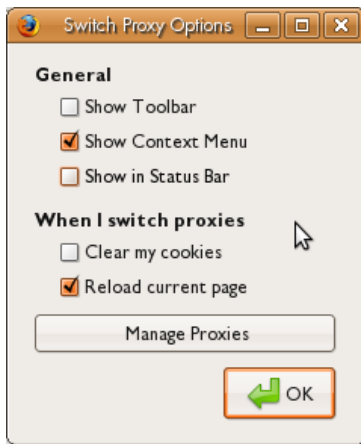 Switch Proxy Options
General
Show Toolbar
Show Context Menu
Show in Status Bar
When I switch proxies
Clear my cookies
Reload current page
Manage Proxies
OK